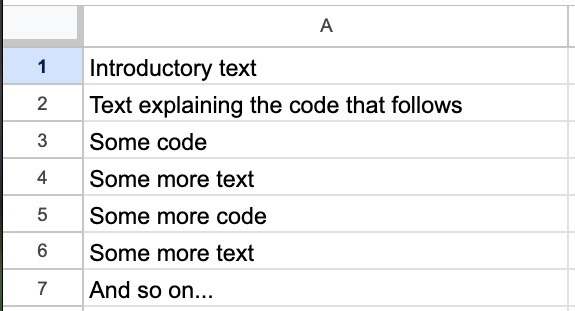 A
1 Introductory text
2 Text explaining the code that follows
3 Some code
4 Some more text
5 Some more code
6 Some more text
7 And so on...